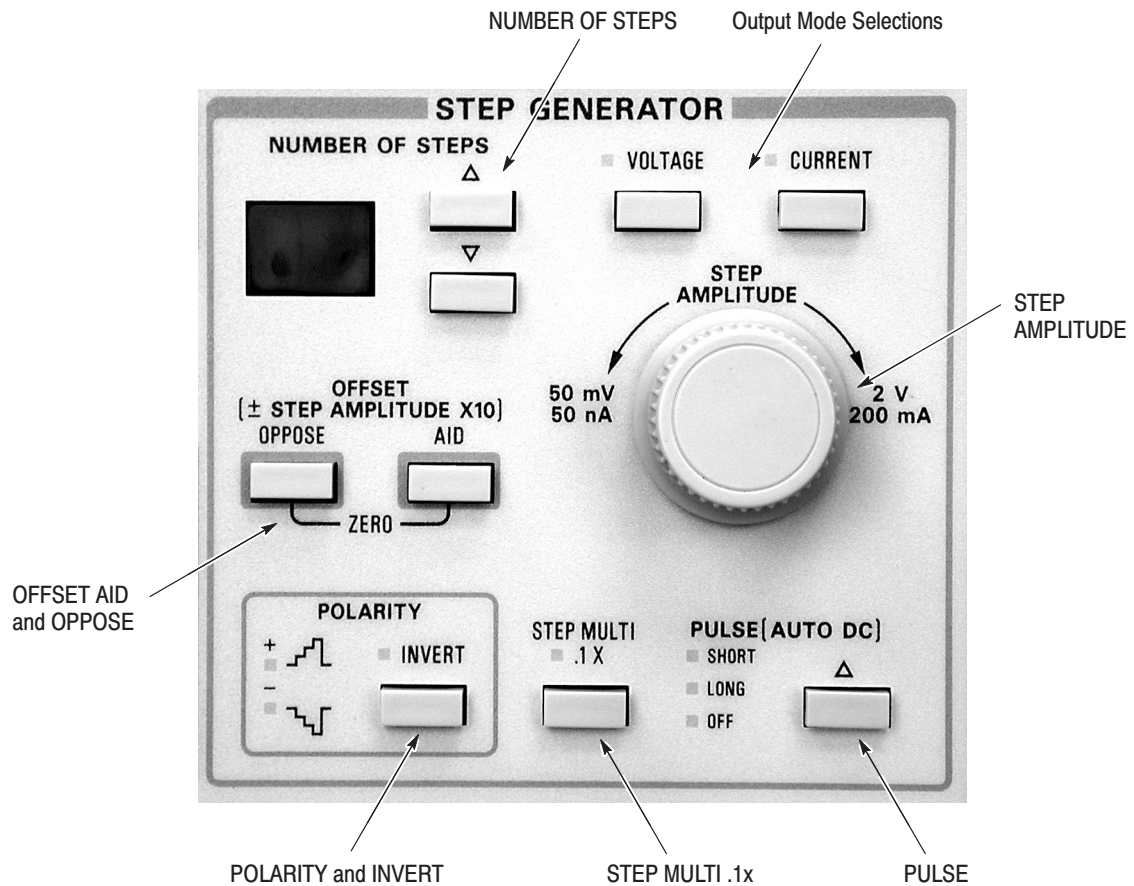 NUMBER OF STEPS
Output Mode Selections
STEP GENERATOR
NUMBER OF STEPS
VOLTAGE
CURRENT
STEP
AMPLITUDE
STEP
AMPLITUDE
50 mV
50 nA
2 V
200 mA
OFFSET
(± STEP AMPLITUDE X10)
OPPOSE
AID
ZERO
OFFSET AID
and OPPOSE
POLARITY
+
INVERT
−
STEP MULTI
.1 X
PULSE(AUTO DC)
SHORT
LONG
OFF
POLARITY and INVERT
STEP MULTI .1x
PULSE